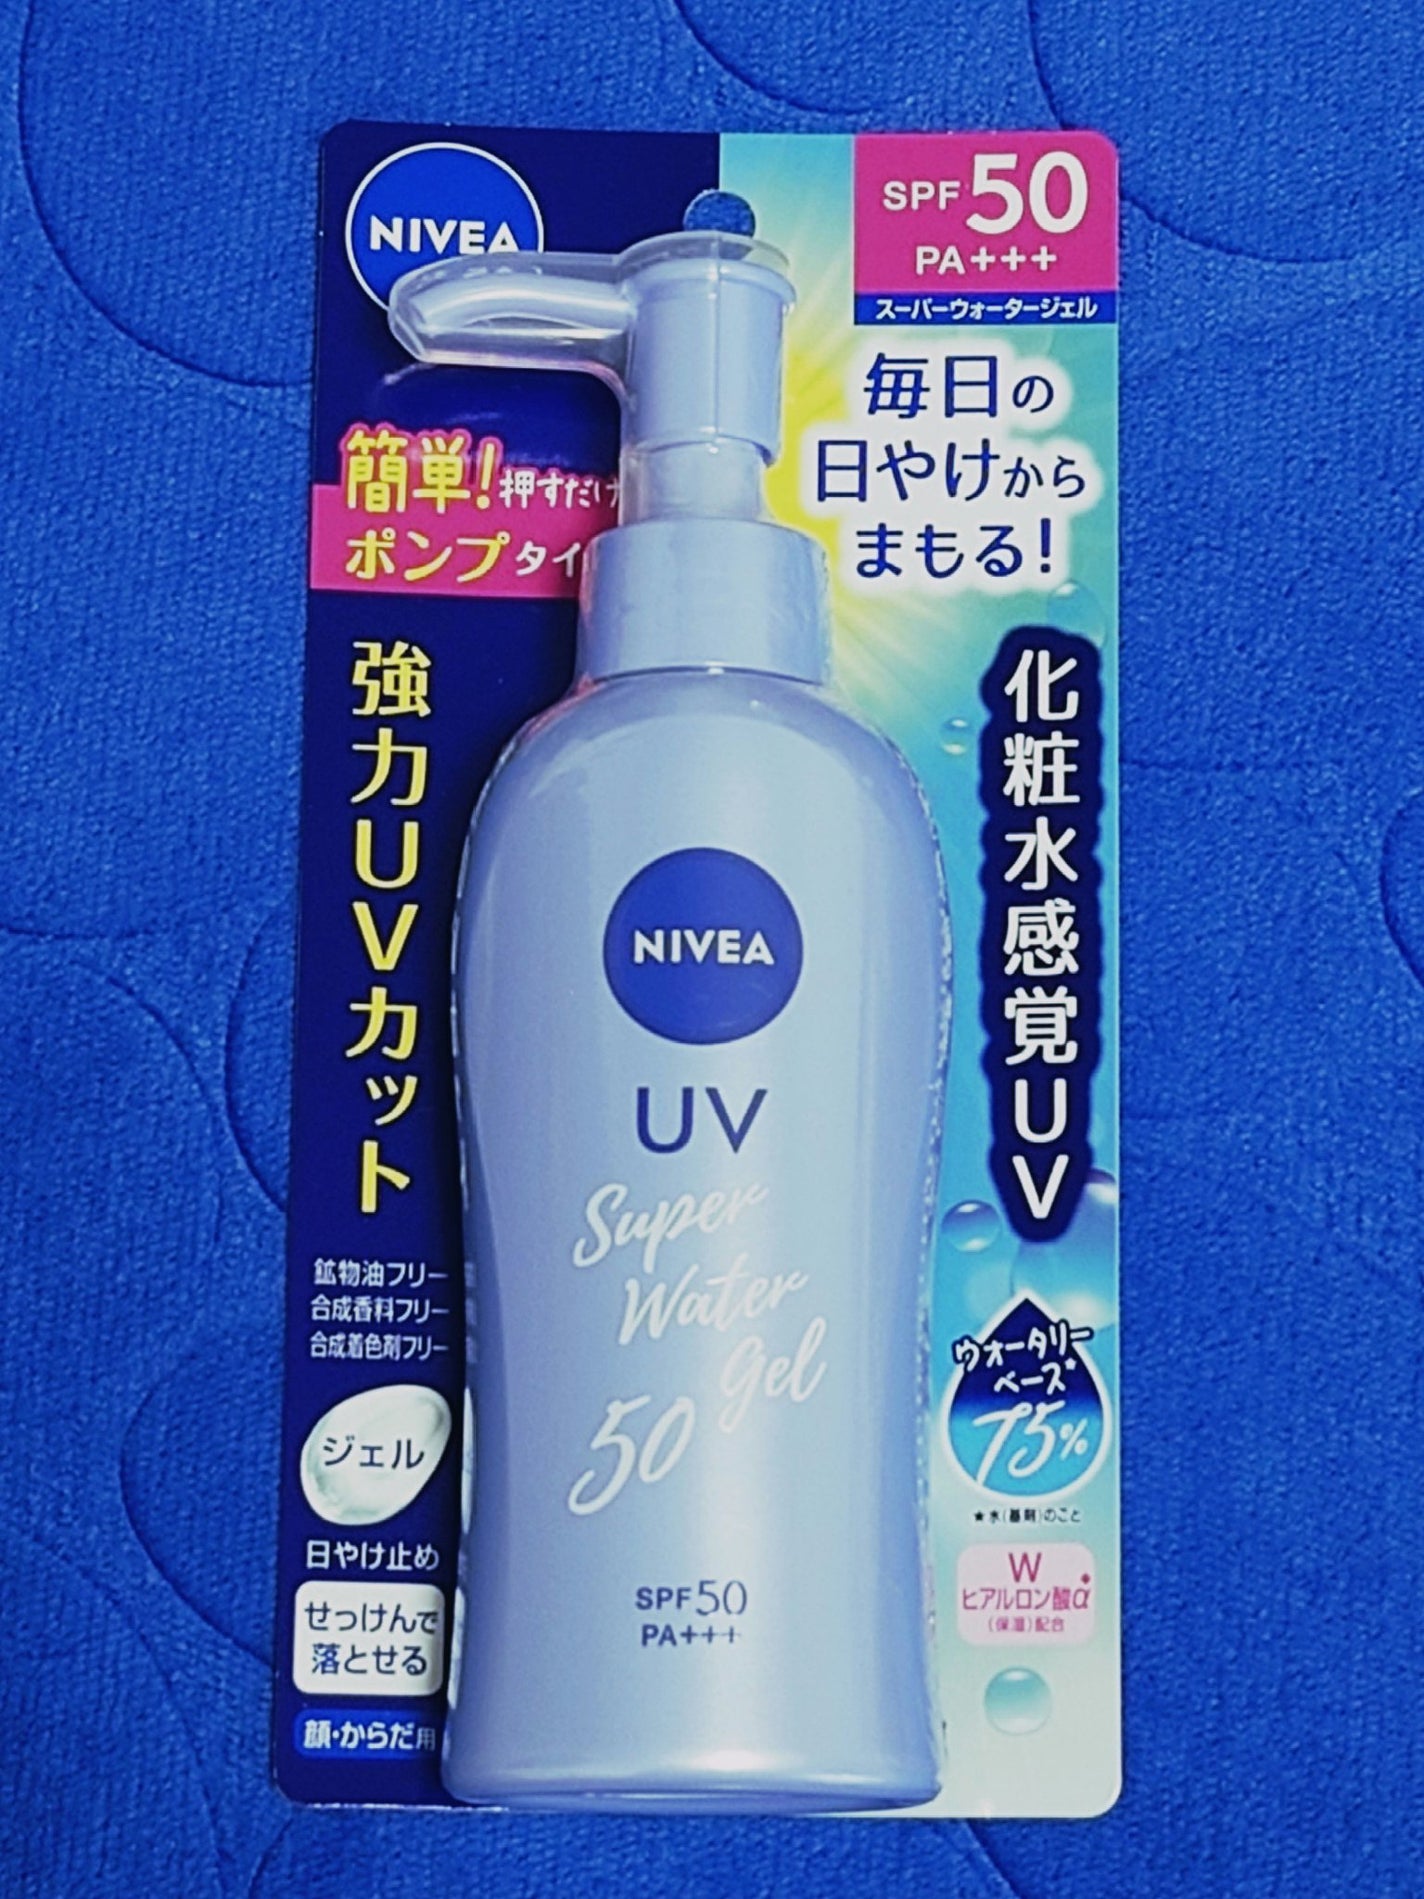 NIVEA
SPF50
PA+++
スーパーウォータージェル
毎日の
日やけから
まもる!
簡単!押すだけ
ポンプタイ
強力UVカット
化粧水感覚UV
NIVEA
UV
Super
Water
Gel
50
SPF50
PA+++
鉱物油フリー
合成香料フリー
合成着色剤フリー
ジェル
日やけ止め
せっけんで
落とせる
顔・からだ用
ウォータリー
ベース★
75%
★水(基剤)のこと
W
ヒアルロン酸α
(保湿)配合